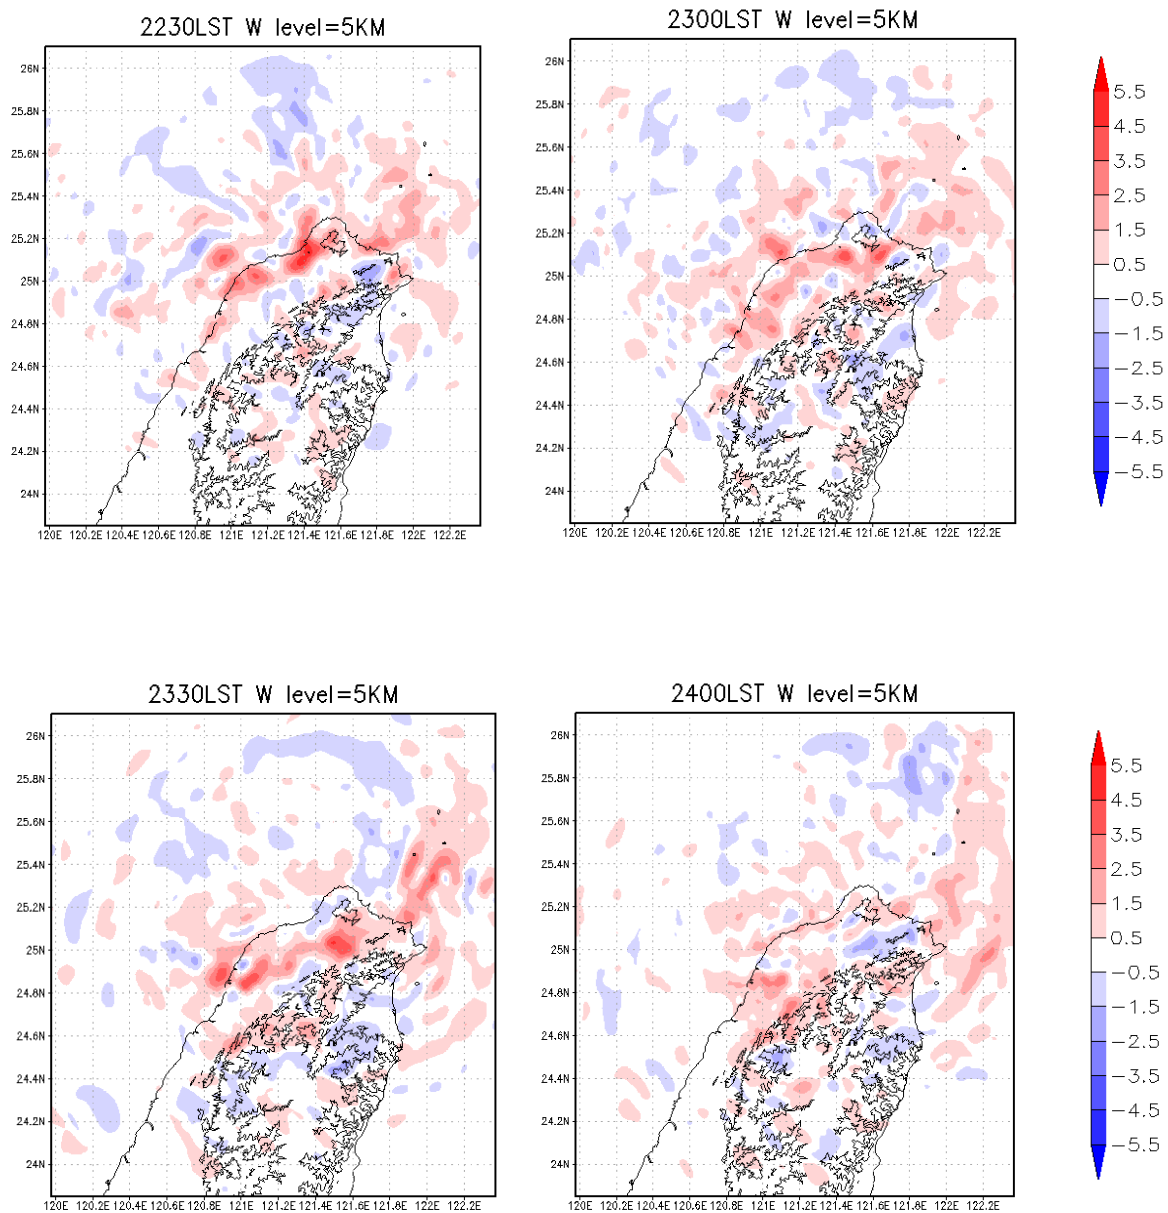 2230LST W level=5KM
26N
25.8N
25.6N
25.4N
25.2N
25N
24.8N
24.6N
24.4N
24.2N
24N
120E 120.2E 120.4E 120.6E 120.8E 121E 121.2E 121.4E 121.6E 121.8E 122E 122.2E
2300LST W level=5KM
26N
25.8N
25.6N
25.4N
25.2N
25N
24.8N
24.6N
24.4N
24.2N
24N
120E 120.2E 120.4E 120.6E 120.8E 121E 121.2E 121.4E 121.6E 121.8E 122E 122.2E
5.5
4.5
3.5
2.5
1.5
0.5
−0.5
−1.5
−2.5
−3.5
−4.5
−5.5
2330LST W level=5KM
26N
25.8N
25.6N
25.4N
25.2N
25N
24.8N
24.6N
24.4N
24.2N
24N
120E 120.2E 120.4E 120.6E 120.8E 121E 121.2E 121.4E 121.6E 121.8E 122E 122.2E
2400LST W level=5KM
26N
25.8N
25.6N
25.4N
25.2N
25N
24.8N
24.6N
24.4N
24.2N
24N
120E 120.2E 120.4E 120.6E 120.8E 121E 121.2E 121.4E 121.6E 121.8E 122E 122.2E
5.5
4.5
3.5
2.5
1.5
0.5
−0.5
−1.5
−2.5
−3.5
−4.5
−5.5